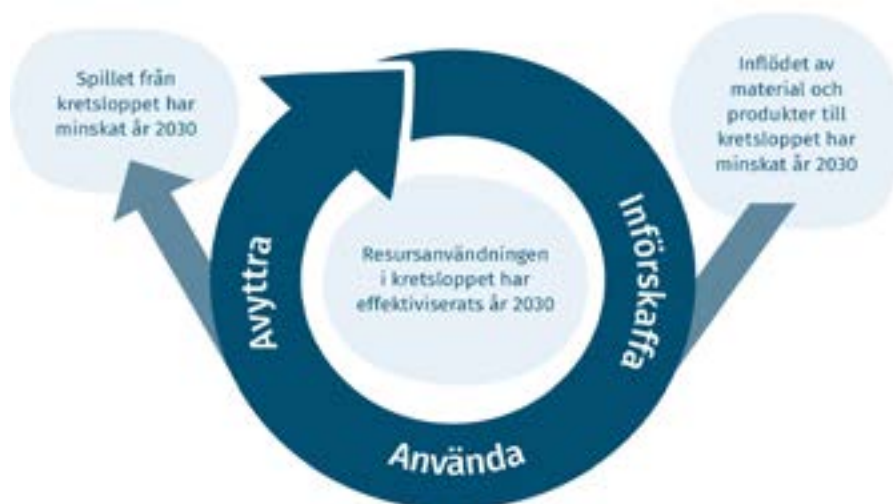 Spillet från
kretsloppet har
minskat år 2030
Inflödet av
material och
produkter till
kretsloppet har
minskat år 2030
Resursanvändningen
i kretsloppet har
effektiviserats år 2030
Införskaffa
Använda
Avyttra